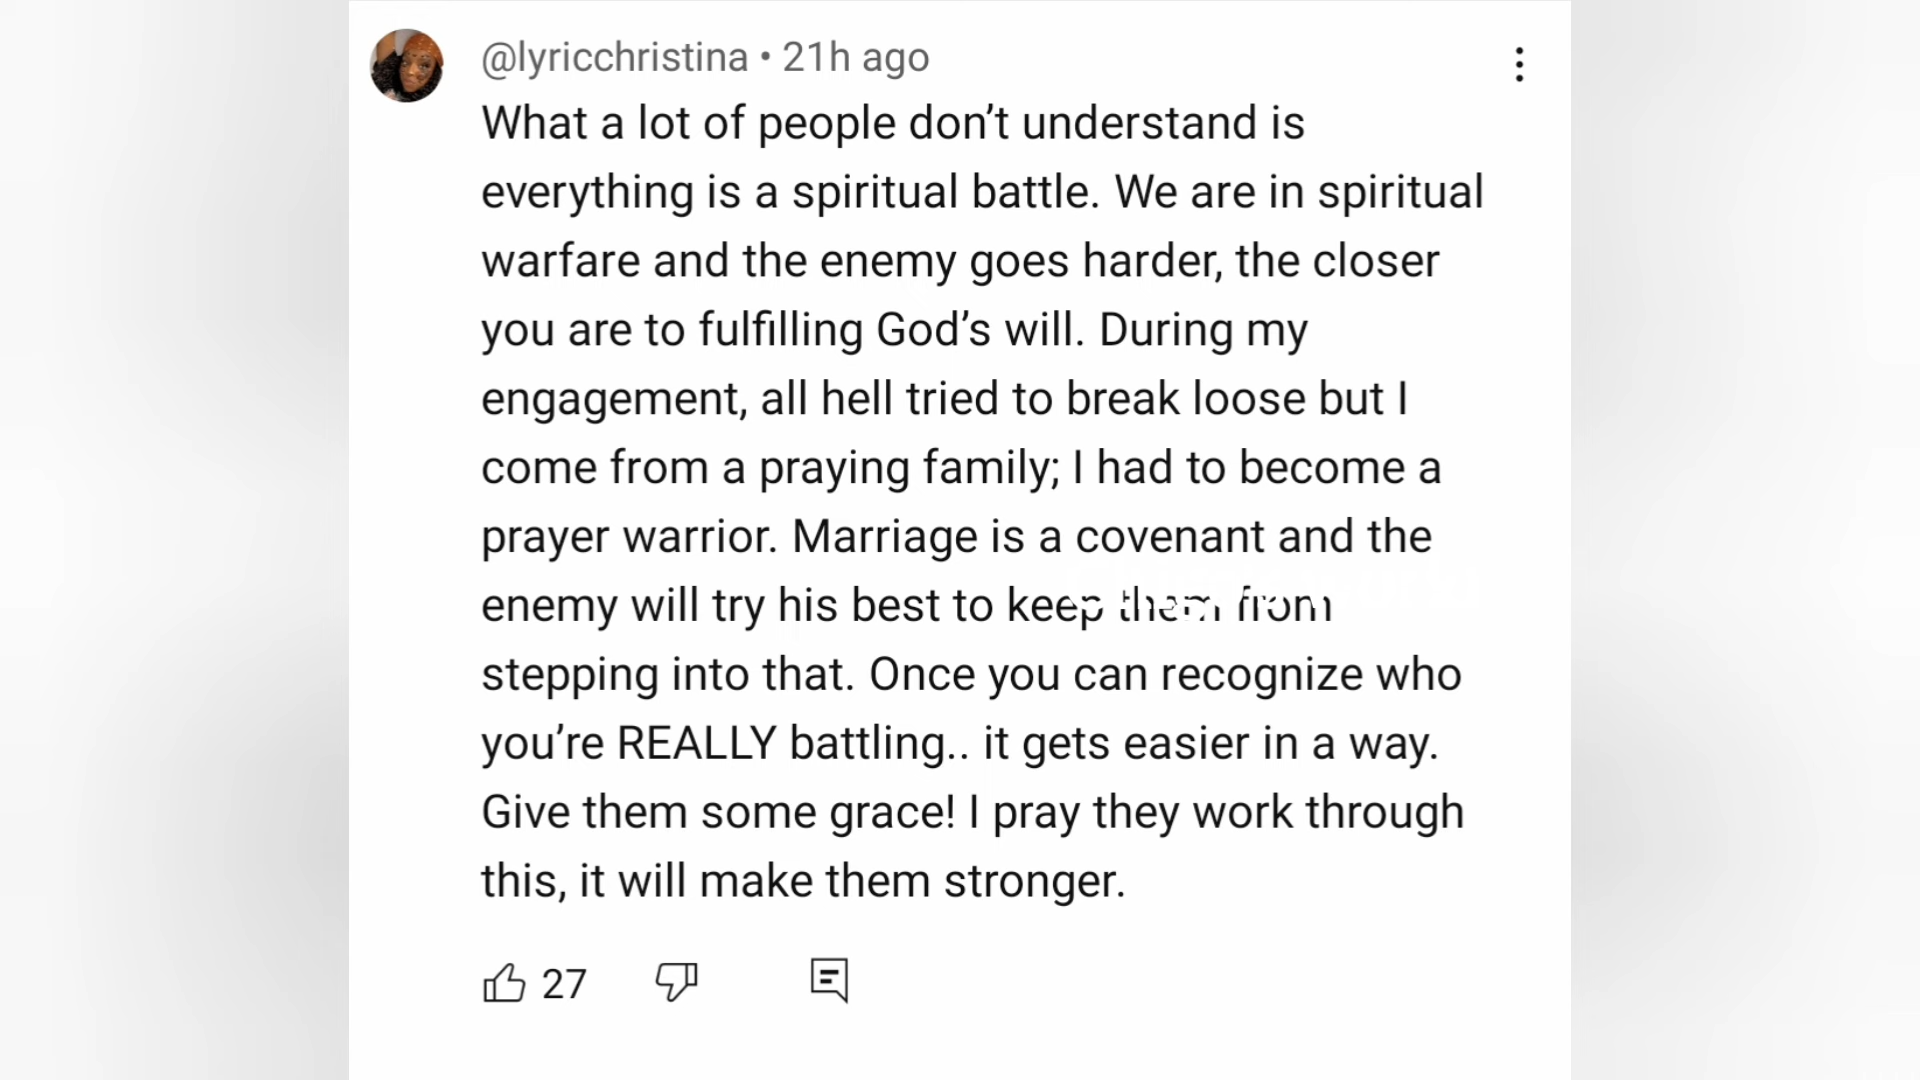 @lyricchristina • 21h ago
What a lot of people don’t understand is
everything is a spiritual battle. We are in spiritual
warfare and the enemy goes harder, the closer
you are to fulfilling God’s will. During my
engagement, all hell tried to break loose but I
come from a praying family; I had to become a
prayer warrior. Marriage is a covenant and the
enemy will try his best to keep them from
stepping into that. Once you can recognize who
you’re REALLY battling.. it gets easier in a way.
Give them some grace! I pray they work through
this, it will make them stronger.
27